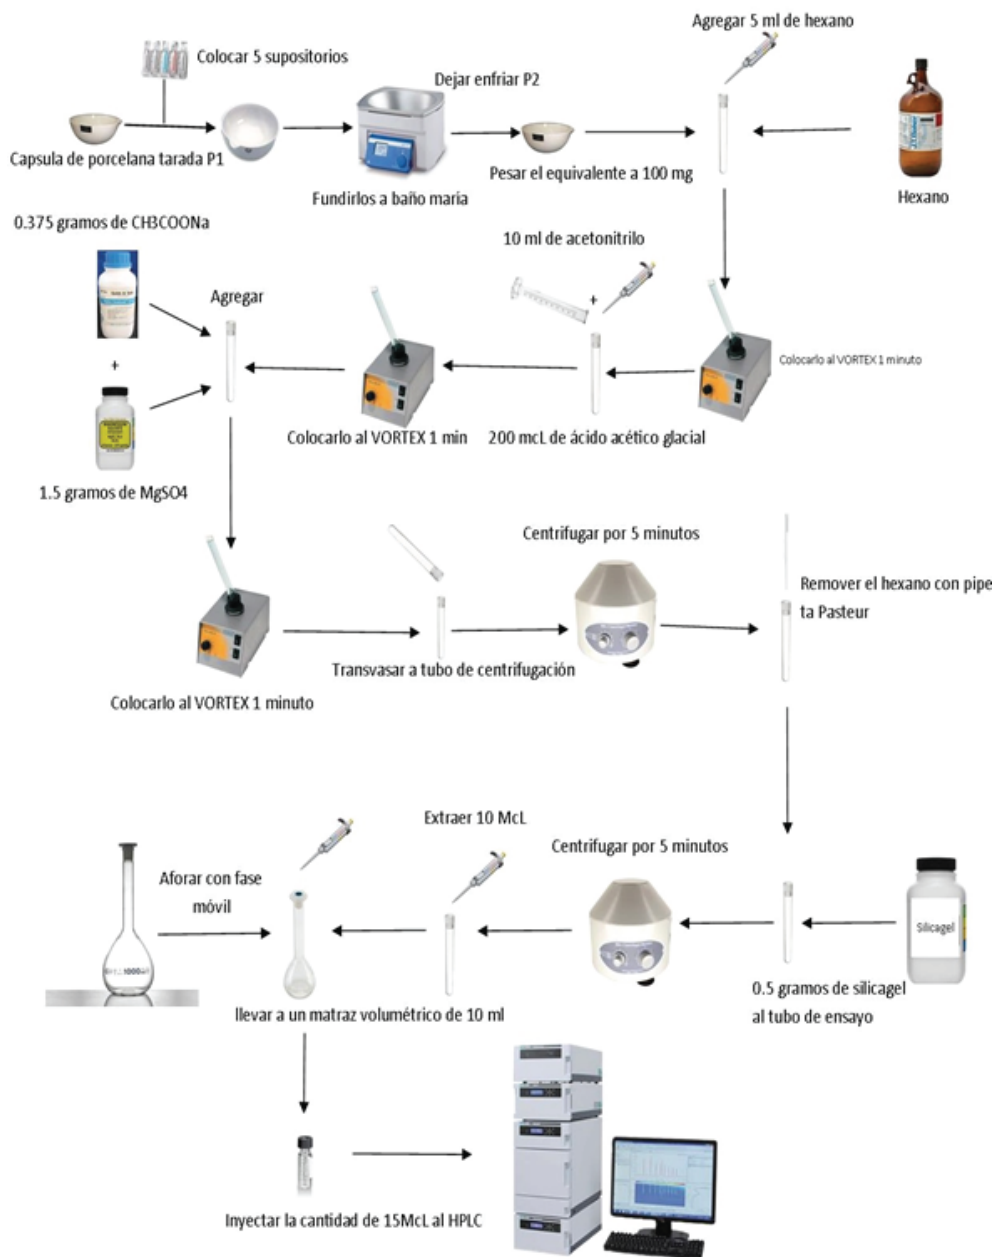 Agregar 5 ml de hexano
Colocar 5 supositorios
Dejar enfriar P2
Capsula de porcelana tarada P1
Fundirlos a baño maria
Pesar el equivalente a 100 mg
Hexano
0.375 gramos de CH3COONa
10 ml de acetonitrilo
Agregar
+
+
Colocarlo al VORTEX 1 minuto
Colocarlo al VORTEX 1 min
200 mcL de ácido acético glacial
1.5 gramos de MgSO4
Centrifugar por 5 minutos
Remover el hexano con pipe
ta Pasteur
Transvasar a tubo de centrifugación
Colocarlo al VORTEX 1 minuto
Extraer 10 McL
Centrifugar por 5 minutos
Aforar con fase
móvil
Silicagel
0.5 gramos de silicagel
al tubo de ensayo
llevar a un matraz volumétrico de 10 ml
Inyectar la cantidad de 15McL al HPLC